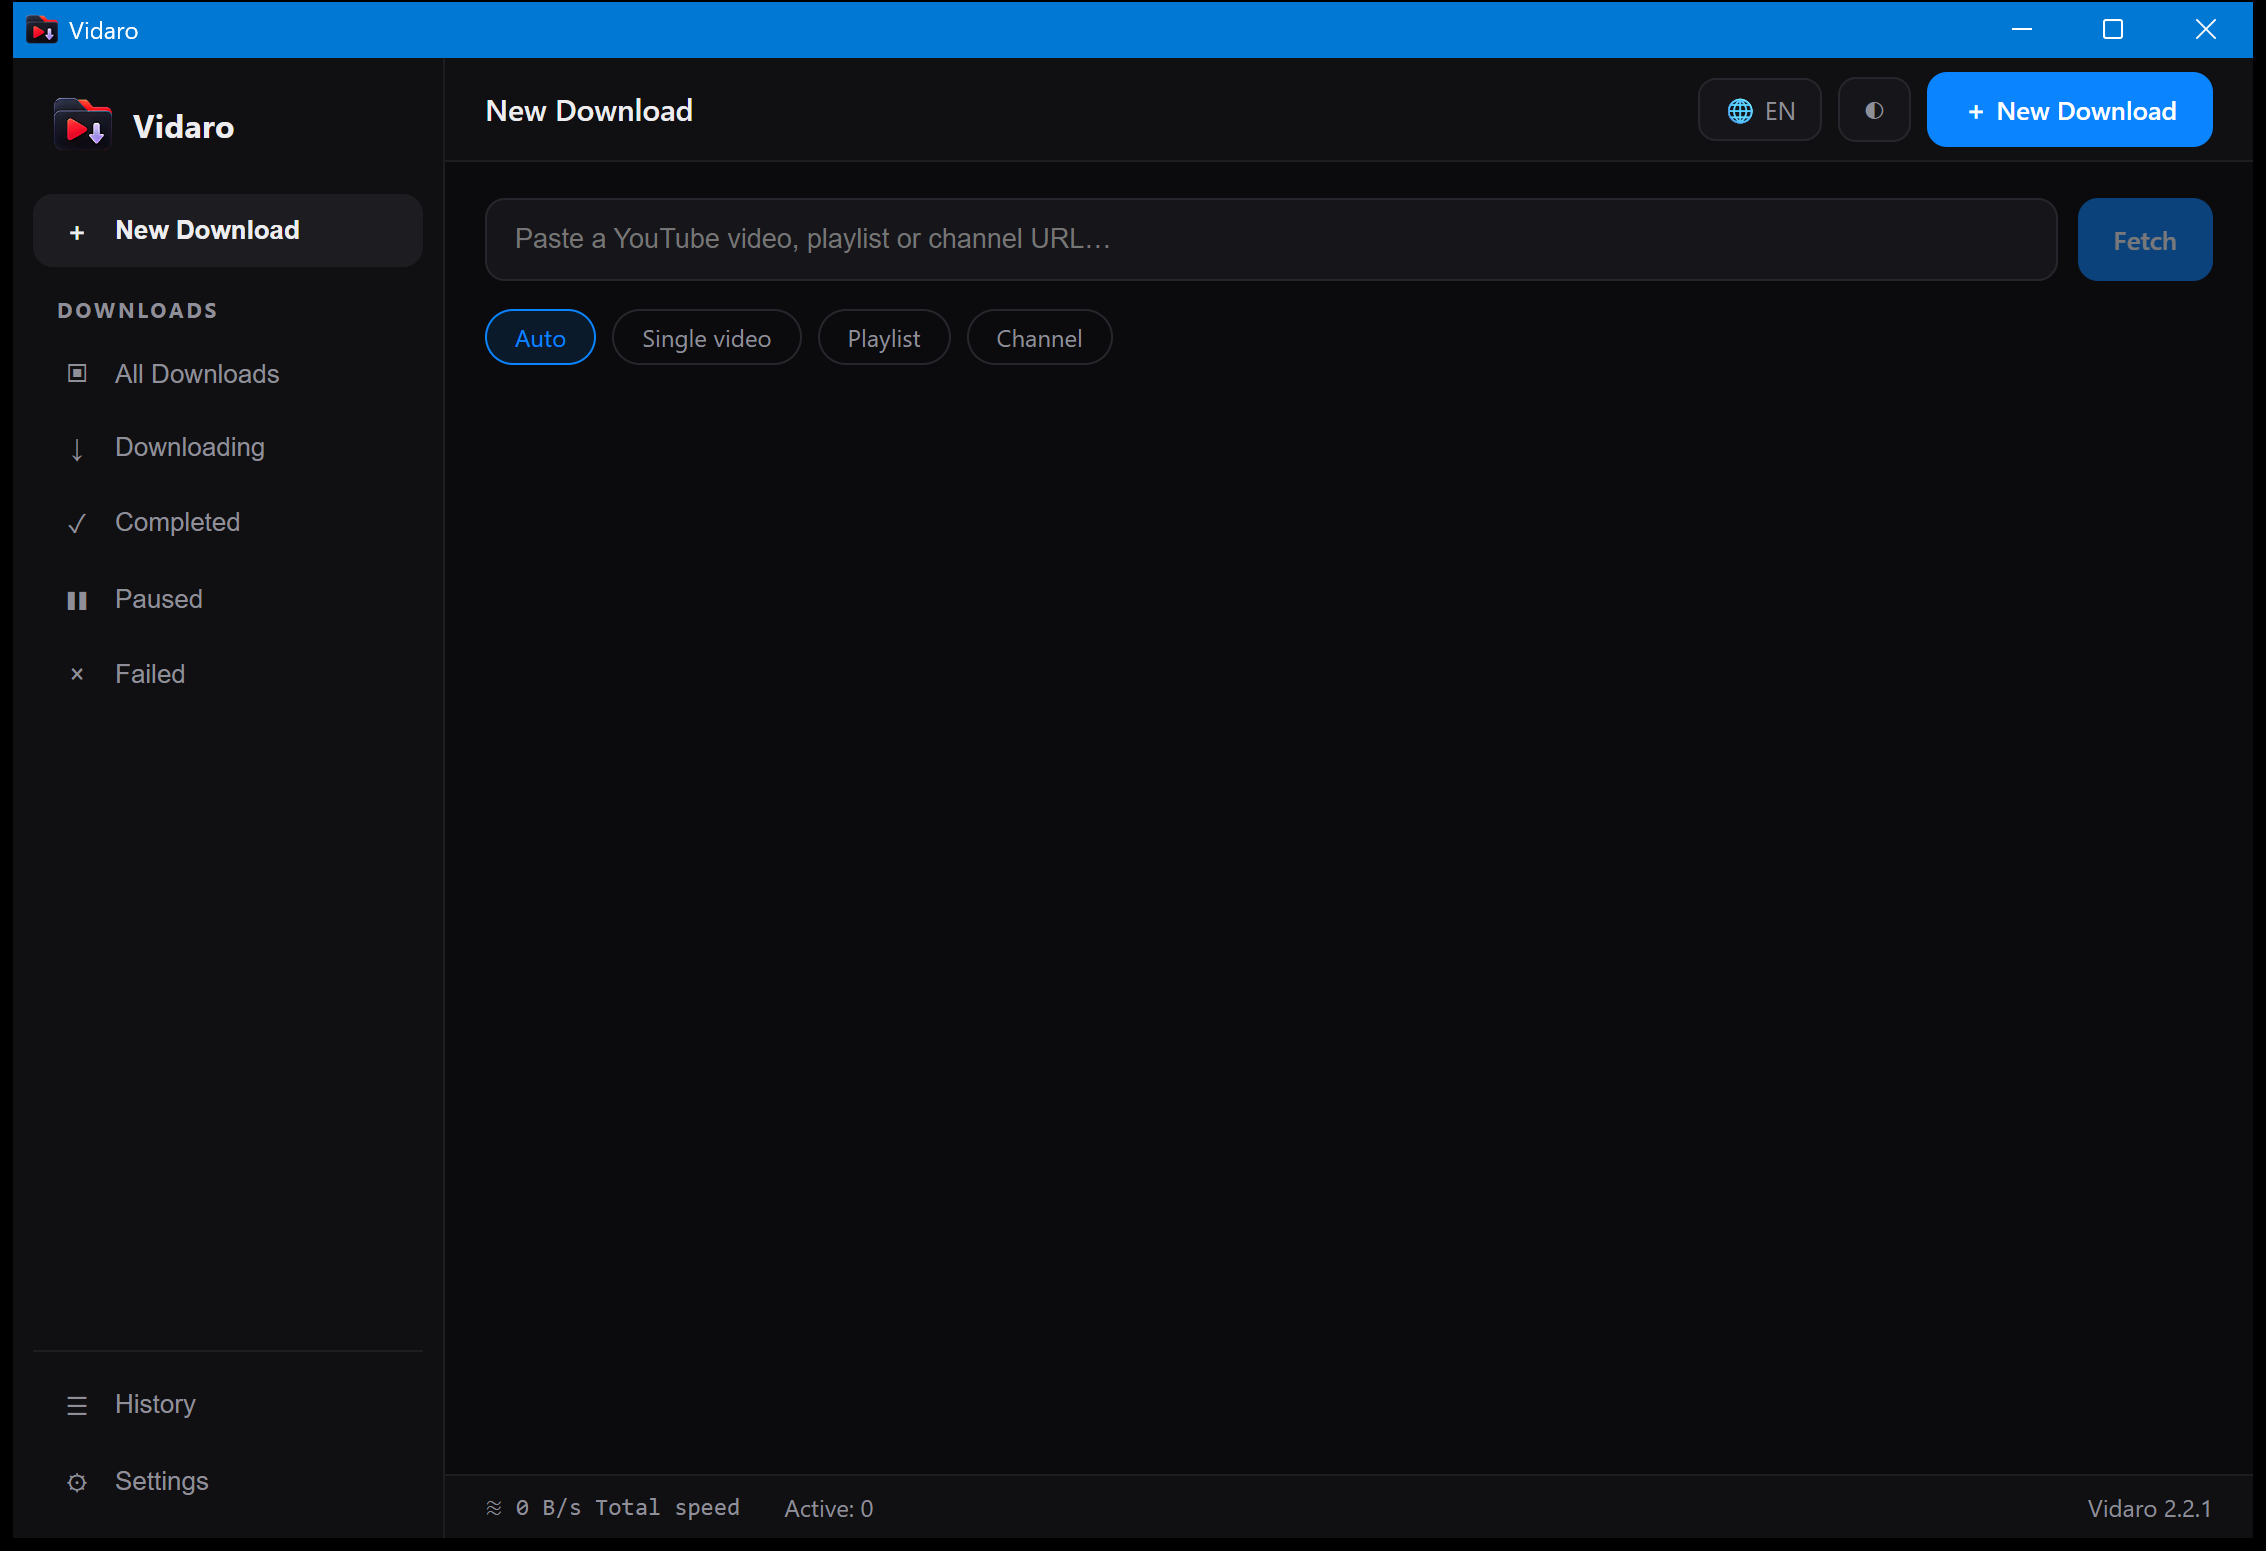 Vidaro
Vidaro
+ New Download
DOWNLOADS
All Downloads
↓ Downloading
✓ Completed
Paused
× Failed
☰ History
Settings
New Download
EN
+ New Download
Paste a YouTube video, playlist or channel URL…
Fetch
Auto
Single video
Playlist
Channel
≋ 0 B/s Total speed
Active: 0
Vidaro 2.2.1